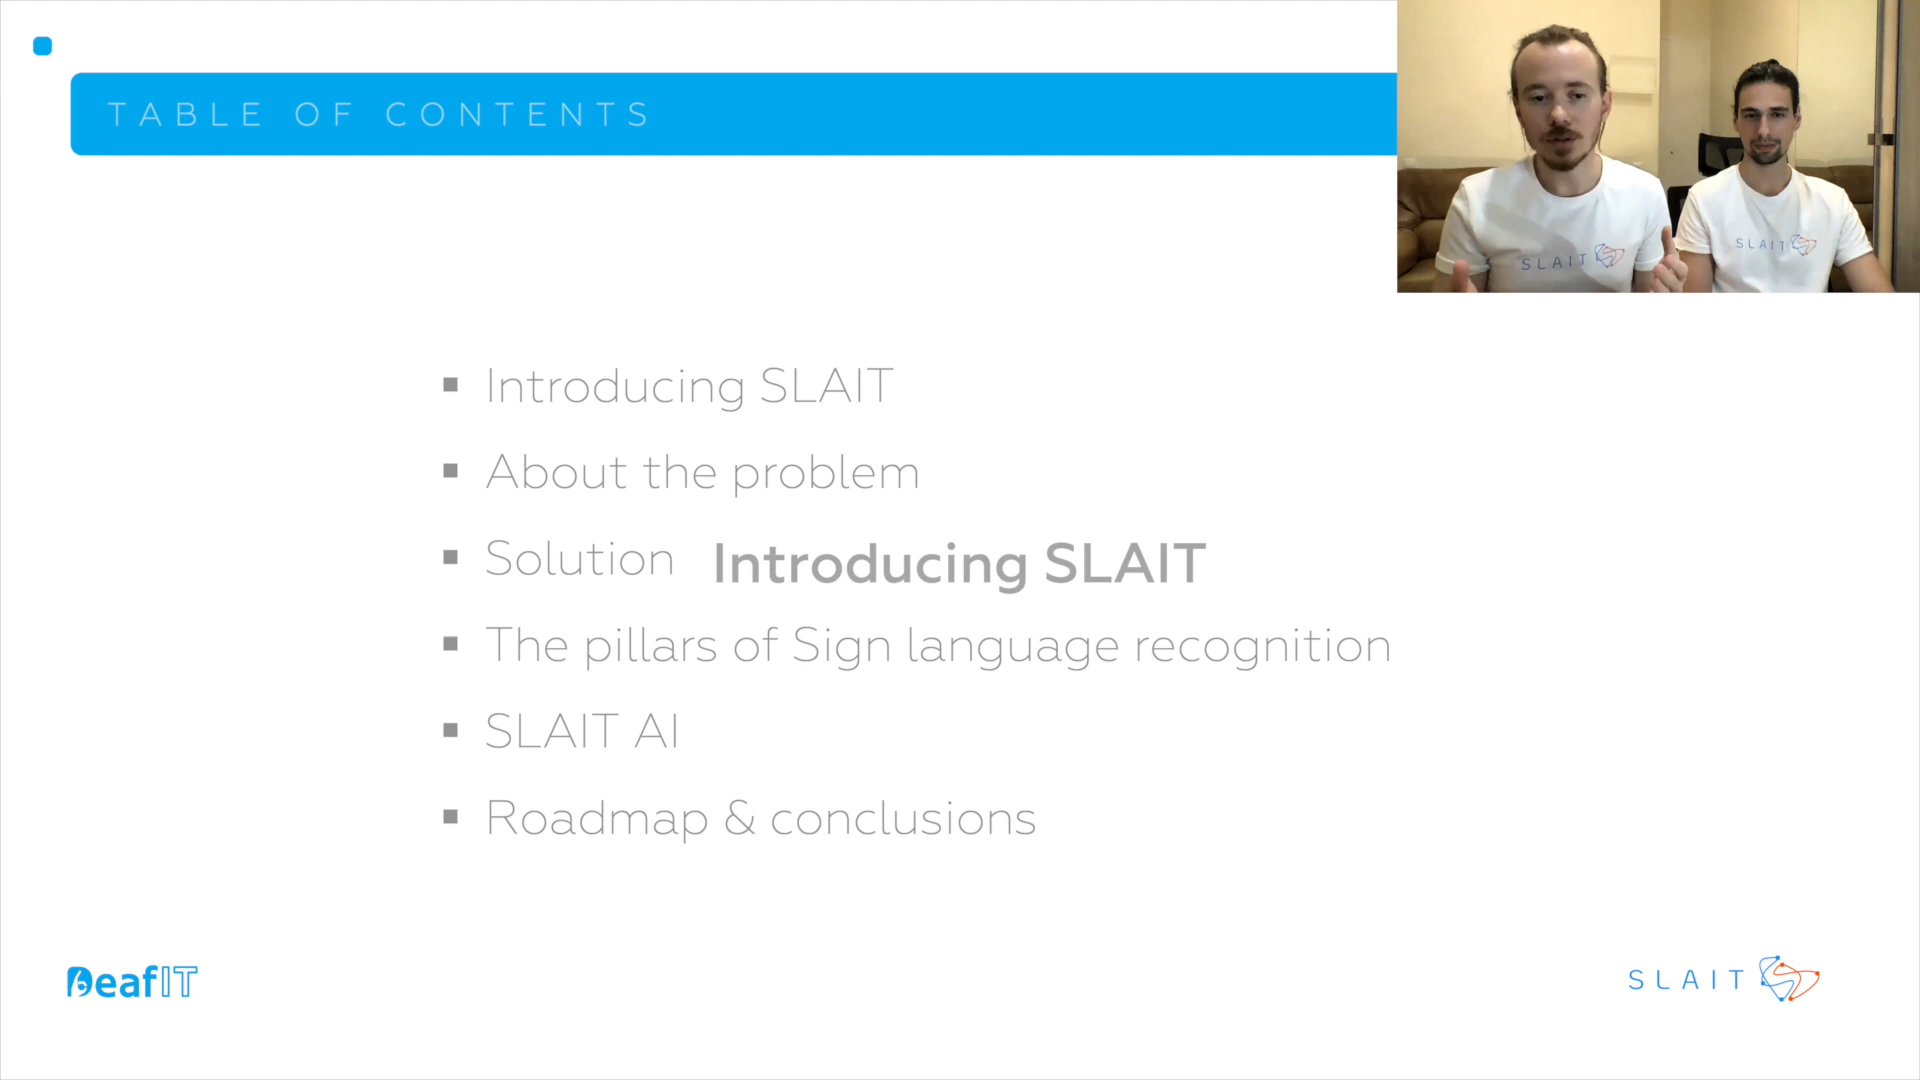 TABLE OF CONTENTS
SLAIT
SLAIT
▪ Introducing SLAIT
▪ About the problem
▪ Solution
Introducing SLAIT
▪ The pillars of Sign language recognition
▪ SLAIT AI
▪ Roadmap & conclusions
DeafIT
SLAIT